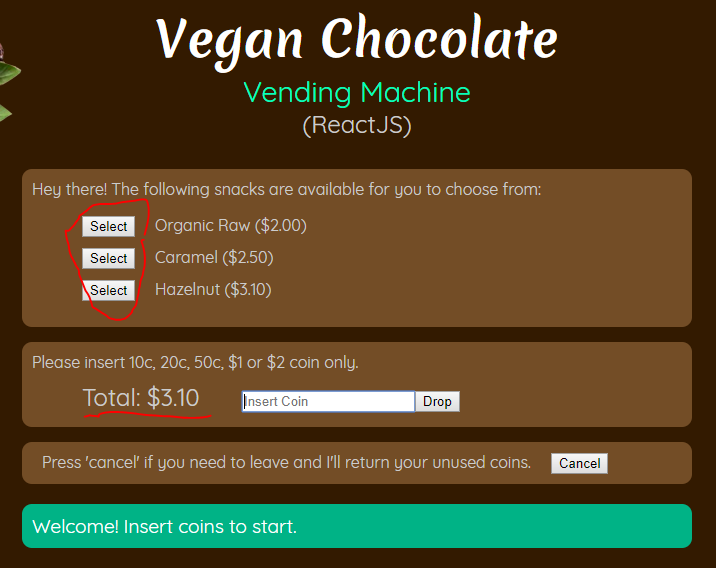 Vegan Chocolate
Vending Machine
(ReactJS)
Hey there! The following snacks are available for you to choose from:
Select Organic Raw ($2.00)
Select Caramel ($2.50)
Select Hazelnut ($3.10)
Please insert 10c, 20c, 50c, $1 or $2 coin only.
Total: $3.10 Insert Coin Drop
Press 'cancel' if you need to leave and I'll return your unused coins. Cancel
Welcome! Insert coins to start.